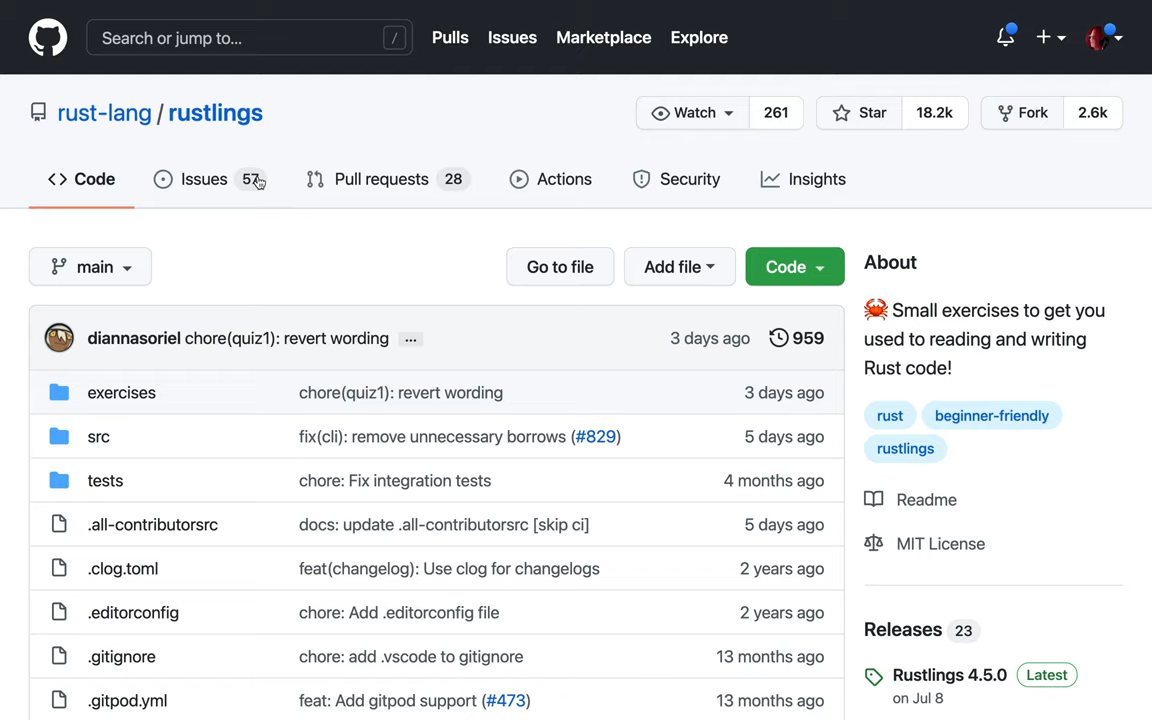 Search or jump to... / Pulls Issues Marketplace Explore
rust-lang / rustlings Watch 261 Star 18.2k Fork 2.6k
<> Code Issues 57 Pull requests 28 Actions Security Insights
main Go to file Add file Code About
🦀 Small exercises to get you
used to reading and writing
Rust code!
diannasoriel chore(quiz1): revert wording ... 3 days ago 959
exercises chore(quiz1): revert wording 3 days ago
rust beginner-friendly
src fix(cli): remove unnecessary borrows (#829) 5 days ago
rustlings
tests chore: Fix integration tests 4 months ago
Readme
.all-contributorsrc docs: update .all-contributorsrc [skip ci] 5 days ago
MIT License
.clog.toml feat(changelog): Use clog for changelogs 2 years ago
.editorconfig chore: Add .editorconfig file 2 years ago
Releases 23
.gitignore chore: add .vscode to gitignore 13 months ago
Rustlings 4.5.0 Latest
on Jul 8
.gitpod.yml feat: Add gitpod support (#473) 13 months ago